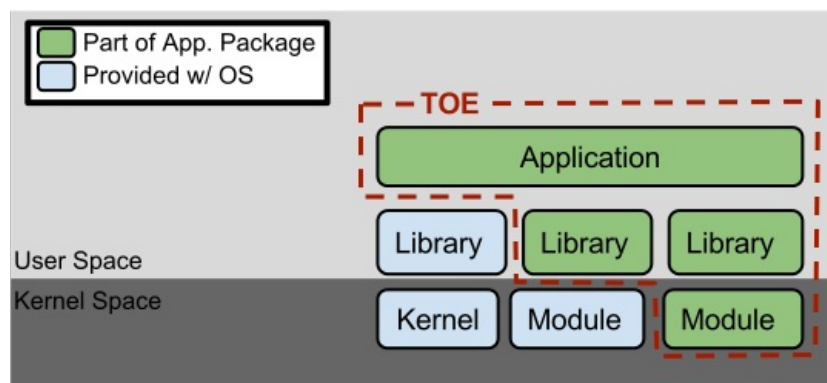 Part of App. Package
Provided w/ OS
TOE
Application
Library Library Library
User Space
Kernel Space
Kernel Module Module